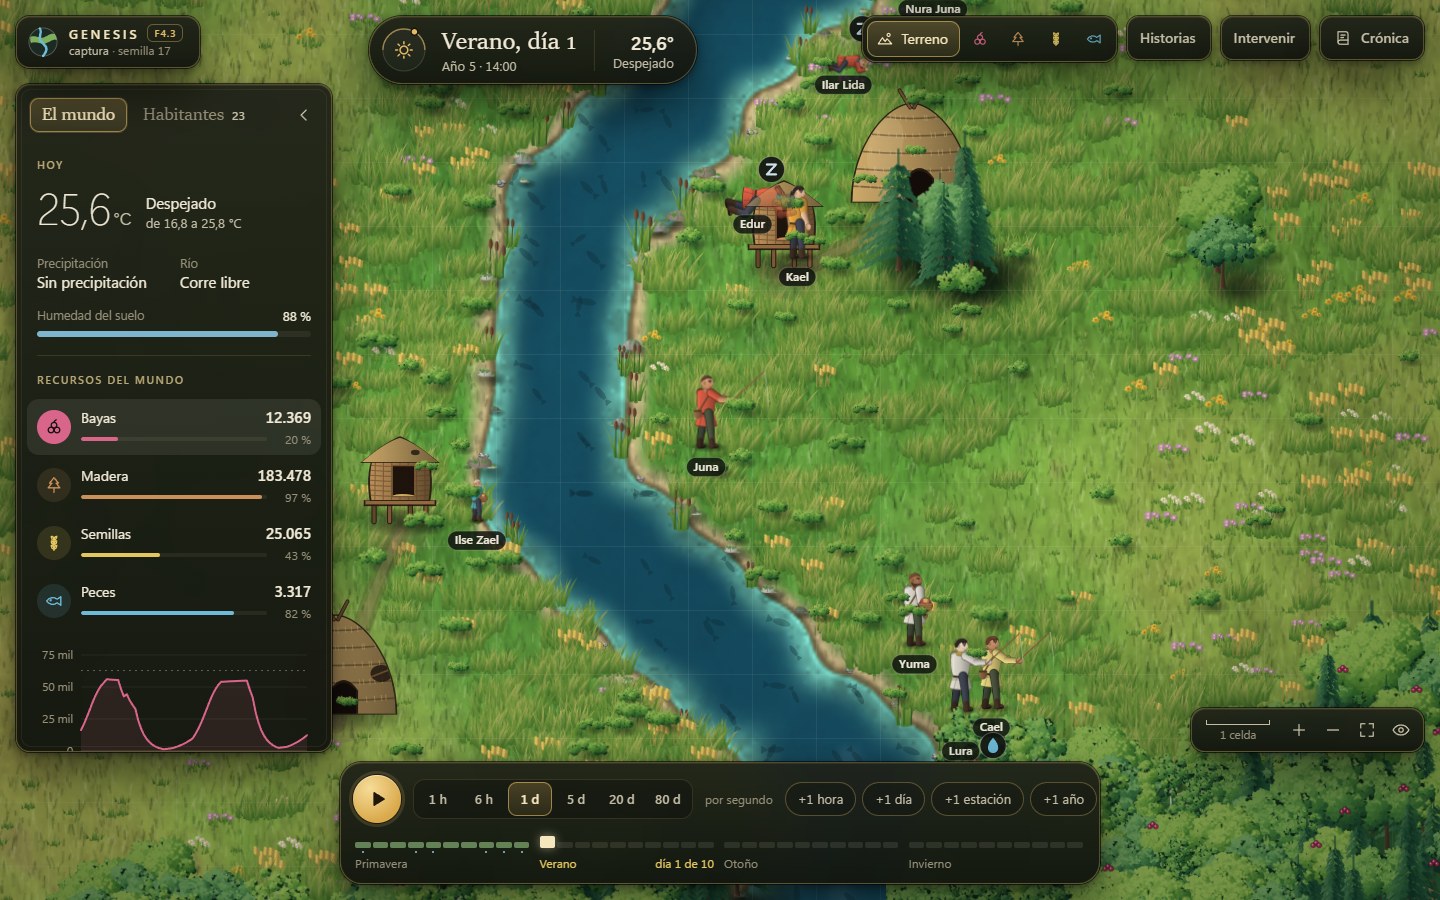 GENESIS F4.3
captura · semilla 17
Verano, día 1
Año 5 · 14:00
25,6°
Despejado
Terreno
Historias
Intervenir
Crónica
El mundo
Habitantes 23
HOY
25,6 °C
Despejado
de 16,8 a 25,8 °C
Precipitación
Sin precipitación
Río
Corre libre
Humedad del suelo
88 %
RECURSOS DEL MUNDO
Bayas
12.369
20 %
Madera
183.478
97 %
Semillas
25.065
43 %
Peces
3.317
82 %
75 mil
50 mil
25 mil
0
Nura Juna
Z
Ilar Lida
Z
Edur
Kael
Juna
Ilse Zael
Yuma
Cael
Lura
1 celda
1 h
6 h
1 d
5 d
20 d
80 d
por segundo
+1 hora
+1 día
+1 estación
+1 año
Primavera
Verano
día 1 de 10
Otoño
Invierno